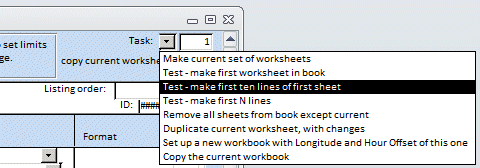 o set limits
ge.
Task:
1
copy current workshe
Make current set of worksheets
Test - make first worksheet in book
Test - make first ten lines of first sheet
Test - make first N lines
Remove all sheets from book except current
Duplicate current worksheet, with changes
Set up a new workbook with Longitude and Hour Offset of this one
Copy the current workbook
Listing order:
ID: ###
Format